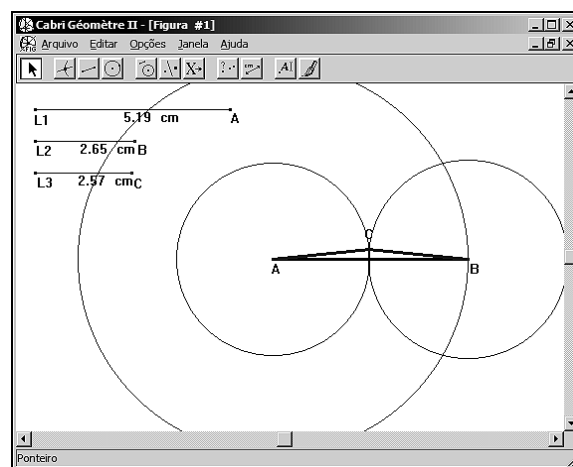 Cabri Géomètre II - [Figura #1]
Arquivo Editar Opções Janela Ajuda
L1 5.19 cm A
L2 2.65 cm B
L3 2.57 cm C
C
A B
Ponteiro